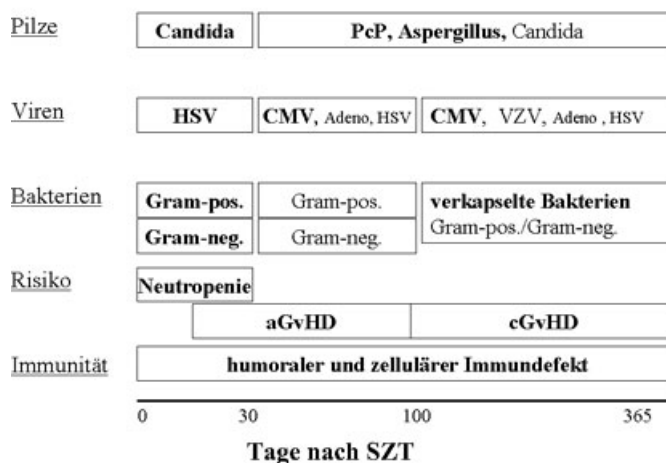 Pilze
Candida
PcP, Aspergillus, Candida
Viren
HSV
CMV, Adeno, HSV
CMV, VZV, Adeno , HSV
Bakterien
Gram-pos.
Gram-pos.
verkapselte Bakterien
Gram-neg.
Gram-neg.
Gram-pos./Gram-neg.
Risiko
Neutropenie
aGvHD
cGvHD
Immunität
humoraler und zellulärer Immundefekt
0
30
100
365
Tage nach SZT